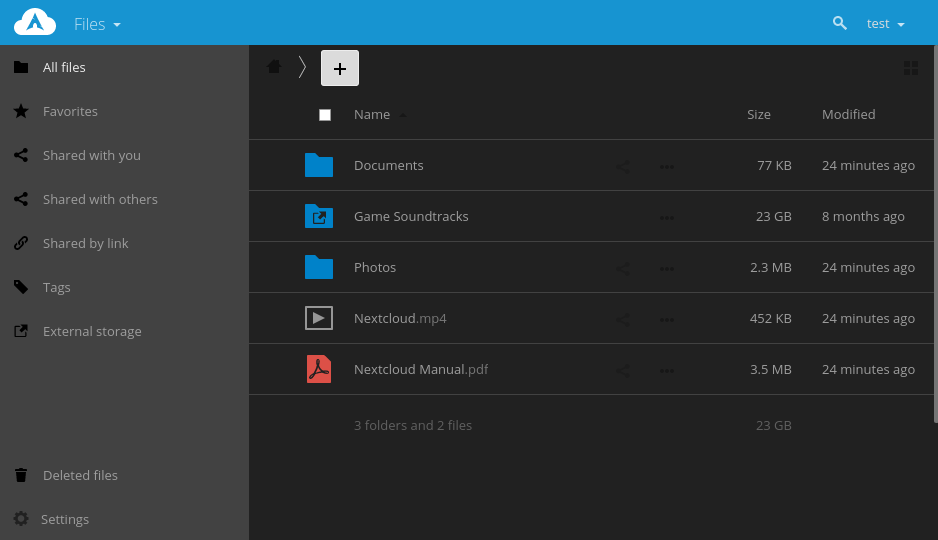 Files
test
All files
Favorites
Shared with you
Shared with others
Shared by link
Tags
External storage
Deleted files
Settings
+
Name Size Modified
Documents 77 KB 24 minutes ago
Game Soundtracks 23 GB 8 months ago
Photos 2.3 MB 24 minutes ago
Nextcloud.mp4 452 KB 24 minutes ago
Nextcloud Manual.pdf 3.5 MB 24 minutes ago
3 folders and 2 files 23 GB